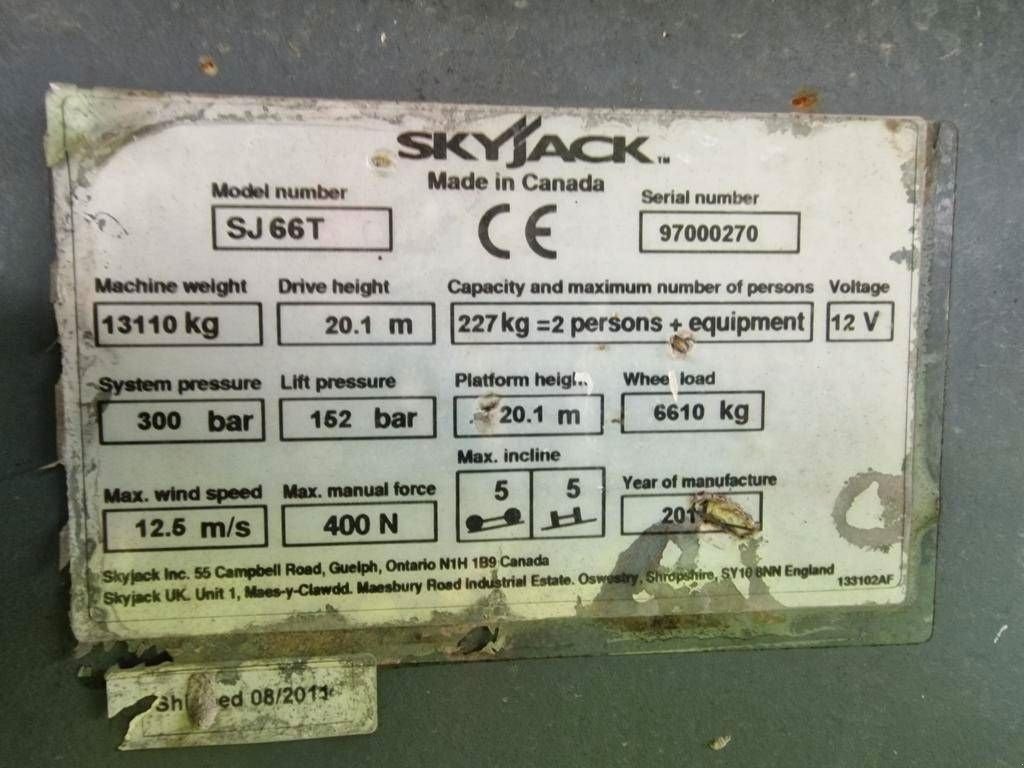 SKYJACK™
Made in Canada
Model number
SJ 66T
CE
Serial number
97000270
Machine weight Drive height Capacity and maximum number of persons Voltage
13110 kg 20.1 m 227 kg =2 persons + equipment 12 V
System pressure Lift pressure Platform Wheel load
300 bar 152 bar 20.1 m 6610 kg
Max. wind speed Max. manual force Max. incline Year of manufacture
12.5 m/s 400 N 5 5
Skyjack Inc. 55 Campbell Road, Guelph, Ontario N1H 1B9 Canada
Skyjack UK. Unit 1, Maes-y-Clawdd. Maesbury Road Industrial Estate. Oswestry, Shropshire, SY10 8NN England
133102AF
08/2011